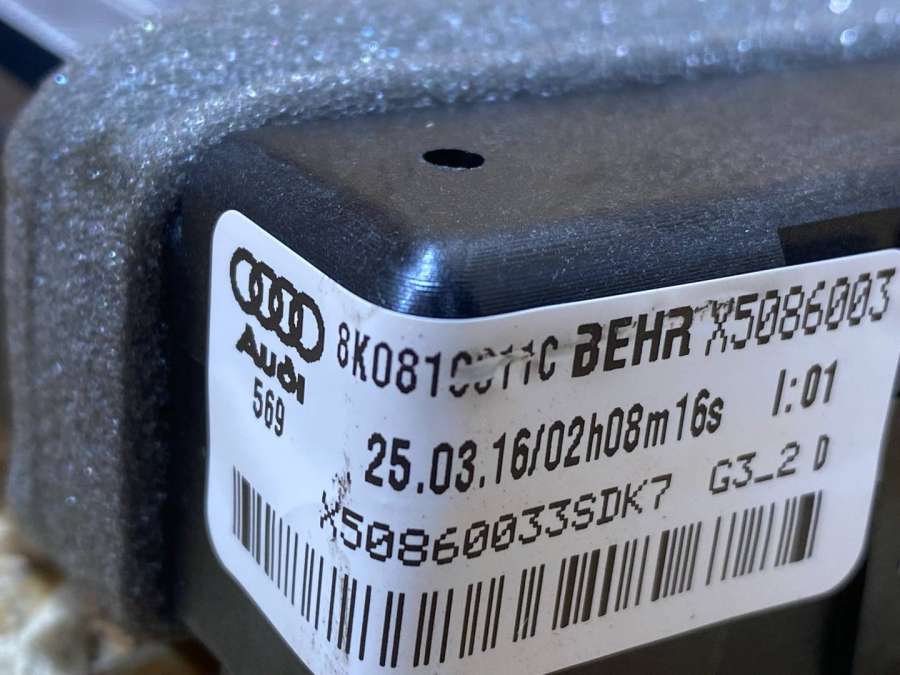 Audi
569
8K0810011C BEHR X5086003
25.03.16/02h08m16s I:01
X50860033SDK7 G3_2 D